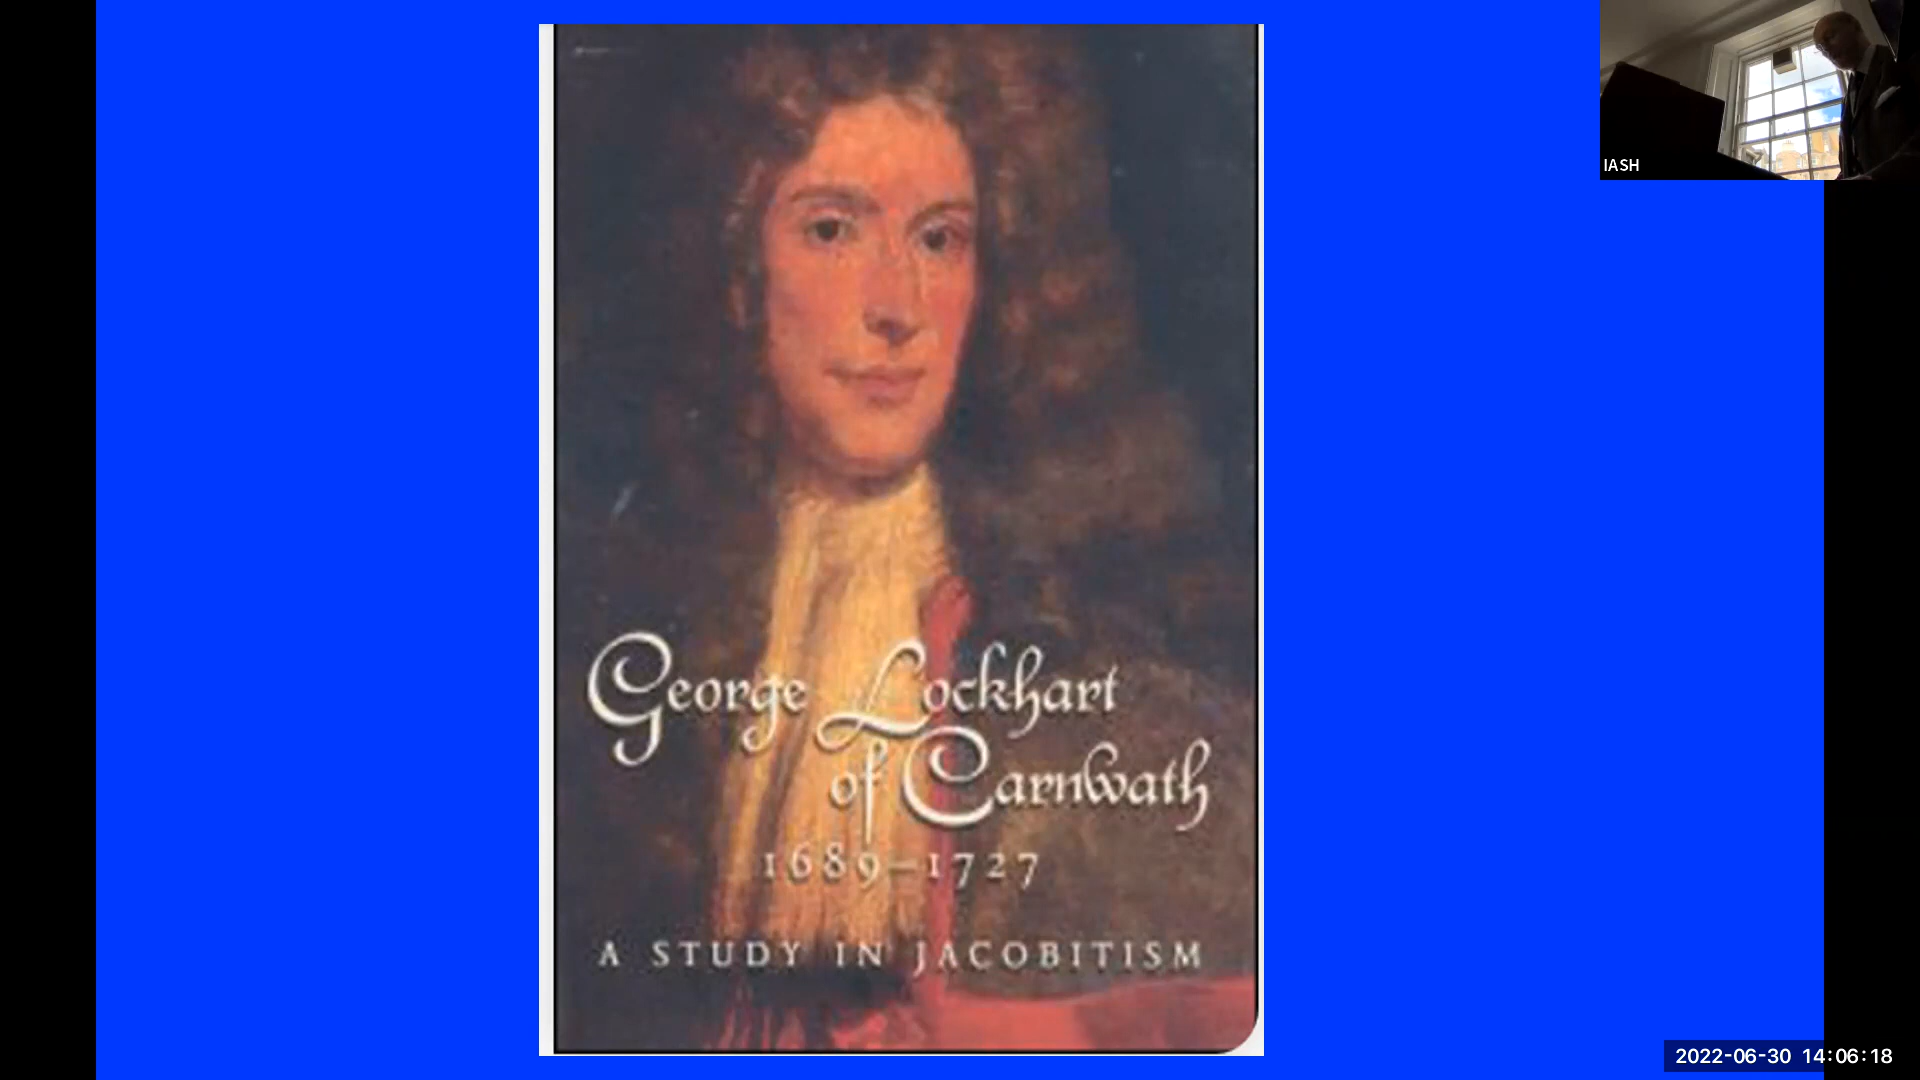 IASH
George Lockhart
of Carnwath
1689–1727
A STUDY IN JACOBITISM
2022-06-30 14:06:18